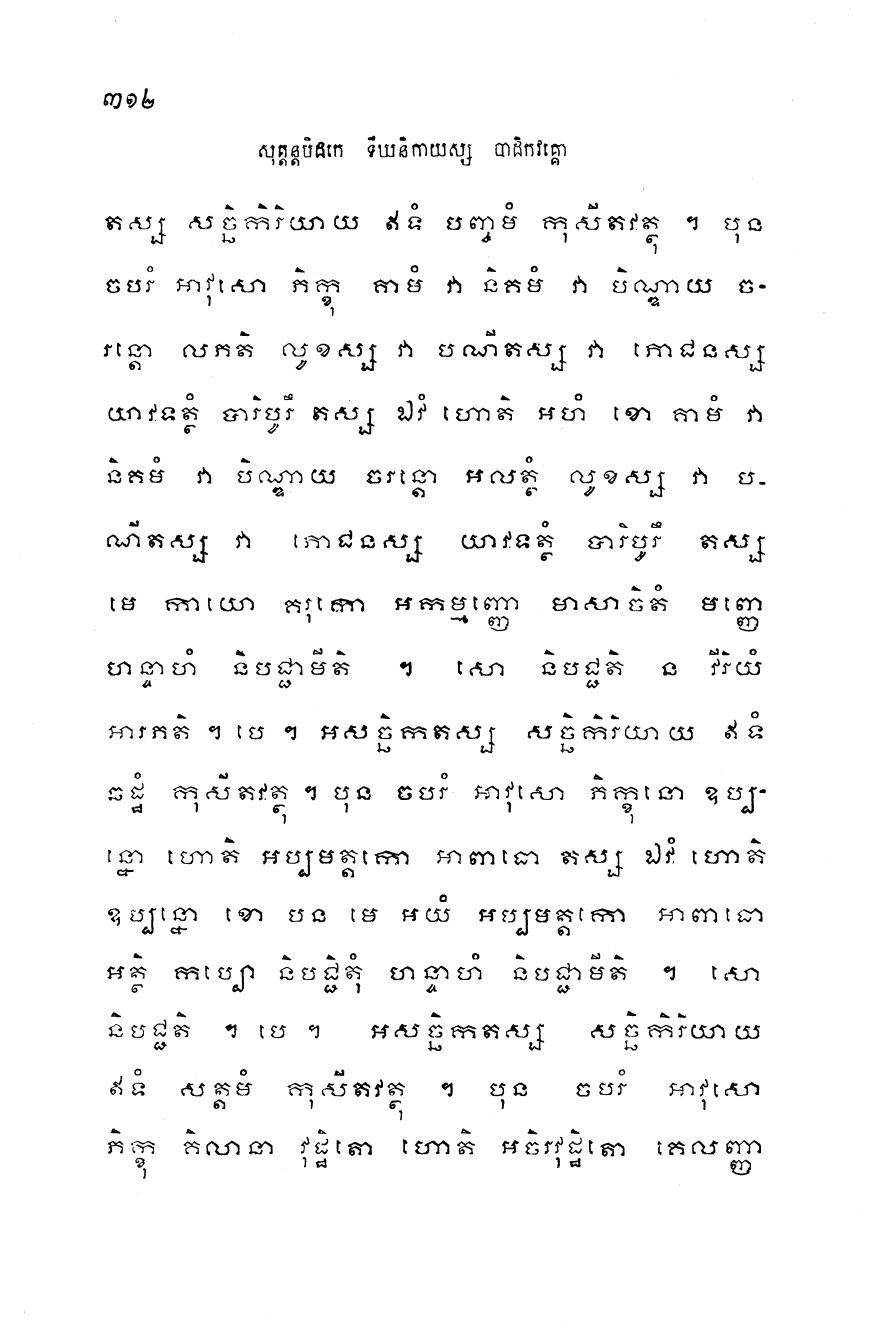 ៣១២
សុត្តន្តបិដកេ ទីឃនិកាយស្ស បាដិកវគ្គោ
តស្ស សច្ឆិកិរិយាយ ឥទំ បញ្ចមំ កុសីតវត្ថុ ។ បុន
ចបរំ អាវុសោ ភិក្ខុ គាមំ វា និគមំ វា បិណ្ឌាយ ច-
រន្តោ លភតិ លូខស្ស វា បណីតស្ស វា ភោជនស្ស
យាវទត្ថំ បារិបូរឹ តស្ស ឯវំ ហោតិ អហំ ខោ គាមំ វា
និគមំ វា បិណ្ឌាយ ចរន្តោ អលត្ថំ លូខស្ស វា ប-
ណីតស្ស វា ភោជនស្ស យាវទត្ថំ បារិបូរឹ តស្ស
មេ កាយោ គរុកោ អកម្មញ្ញោ មាសាចិតំ មញ្ញេ
ហន្ទាហំ និបជ្ជាមីតិ ។ សោ និបជ្ជតិ ន វីរិយំ
អារភតិ ។ បេ ។ អសច្ឆិកតស្ស សច្ឆិកិរិយាយ ឥទំ
ឆដ្ឋំ កុសីតវត្ថុ ។ បុន ចបរំ អាវុសោ ភិក្ខុនោ ឧប្ប-
ន្នោ ហោតិ អប្បមត្តកោ អាពាធោ តស្ស ឯវំ ហោតិ
ឧប្បន្នោ ខោ បន មេ អយំ អប្បមត្តកោ អាពាធោ
អត្ថិ កប្បោ និបជ្ជិតុំ ហន្ទាហំ និបជ្ជាមីតិ ។ សោ
និបជ្ជតិ ។ បេ ។ អសច្ឆិកតស្ស សច្ឆិកិរិយាយ
ឥទំ សត្តមំ កុសីតវត្ថុ ។ បុន ចបរំ អាវុសោ
ភិក្ខុ គិលានា វុដ្ឋិតោ ហោតិ អចិរវុដ្ឋិតោ គេលញ្ញា